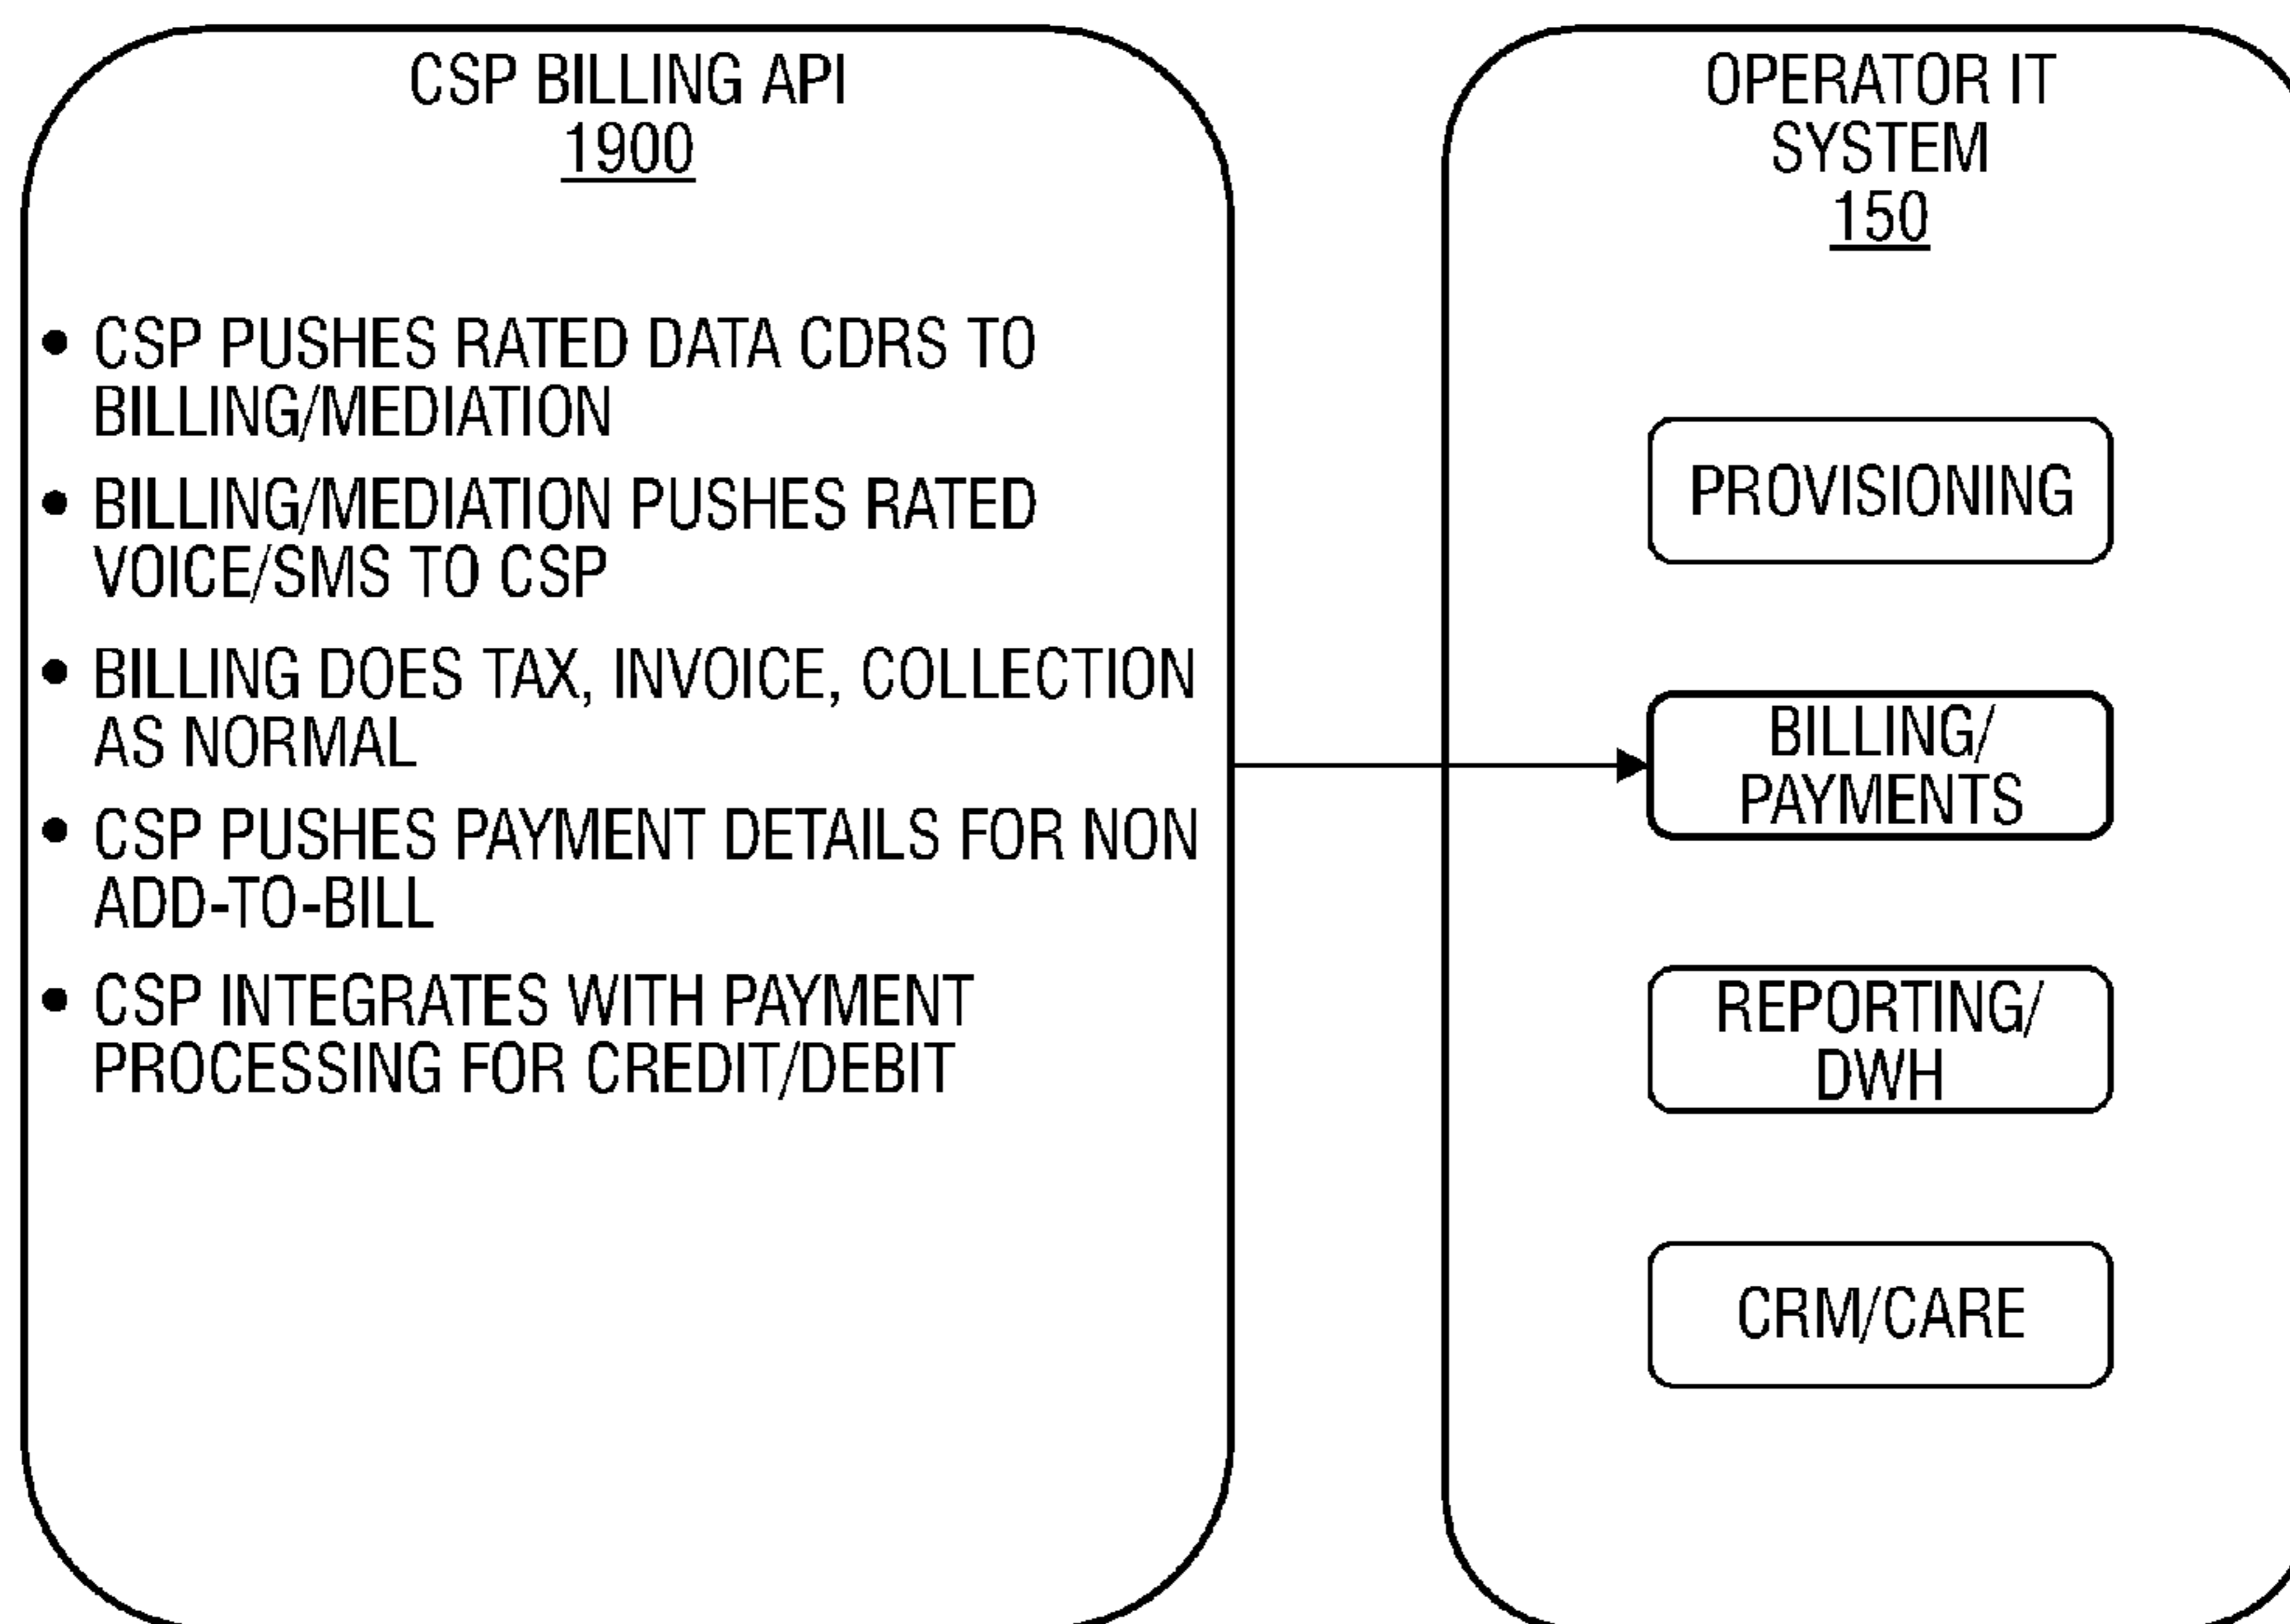 CSP BILLING API
1900
• CSP PUSHES RATED DATA CDRS TO
BILLING/MEDIATION
• BILLING/MEDIATION PUSHES RATED
VOICE/SMS TO CSP
• BILLING DOES TAX, INVOICE, COLLECTION
AS NORMAL
• CSP PUSHES PAYMENT DETAILS FOR NON
ADD-TO-BILL
• CSP INTEGRATES WITH PAYMENT
PROCESSING FOR CREDIT/DEBIT
OPERATOR IT
SYSTEM
150
PROVISIONING
BILLING/
PAYMENTS
REPORTING/
DWH
CRM/CARE